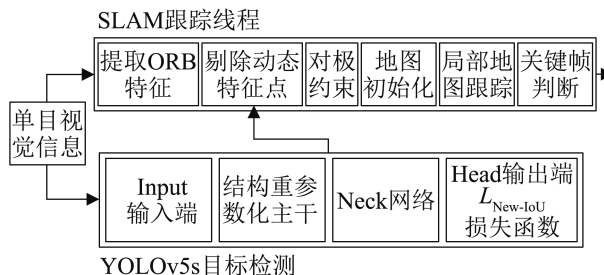 SLAM跟踪线程
提取ORB
特征
剔除动态
特征点
对极
约束
地图
初始化
局部地
图跟踪
关键帧
判断
单目视
觉信息
Input
输入端
结构重参
数化主干
Neck网络
Head输出端
L_New-IoU
损失函数
YOLOv5s目标检测